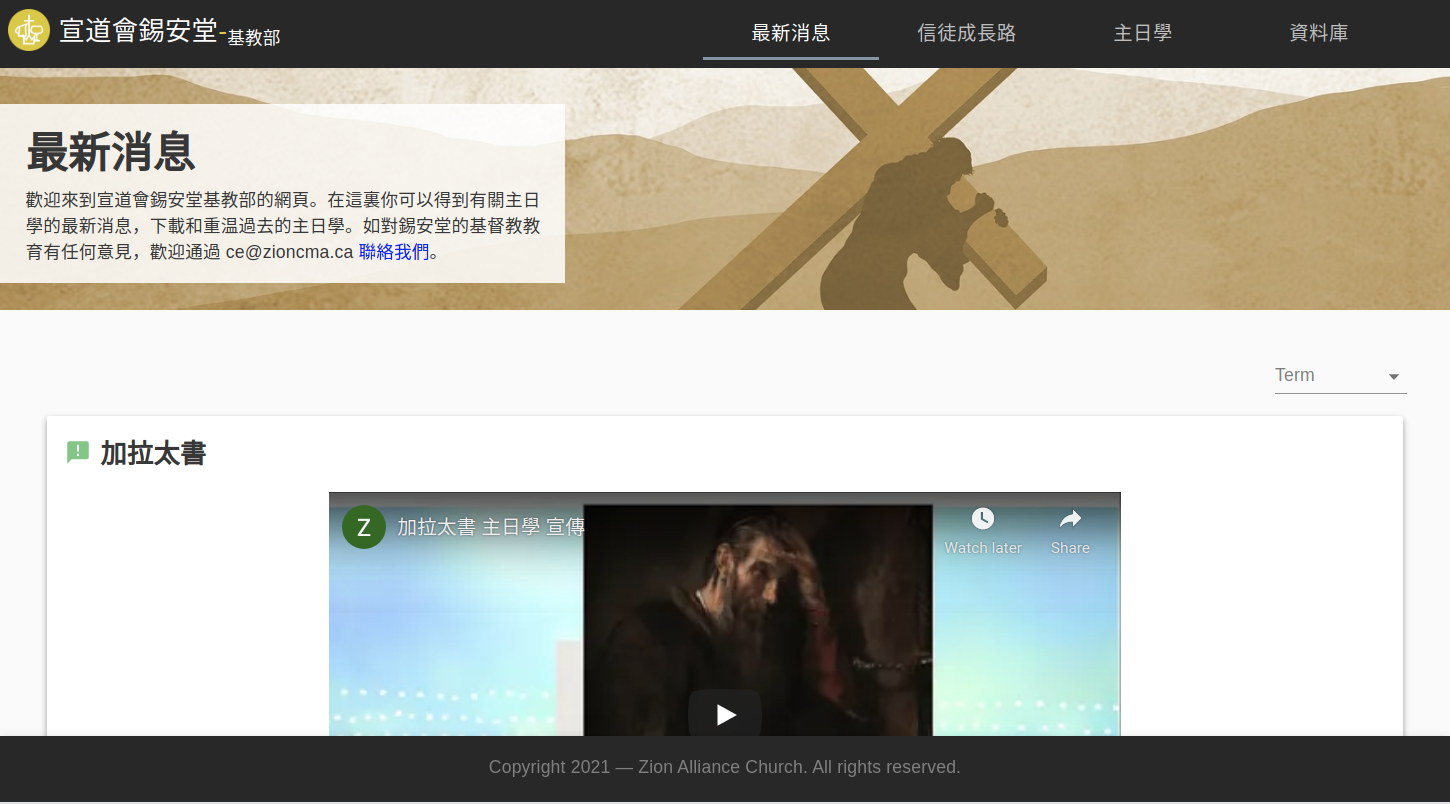 宣道會錫安堂-基教部
最新消息
信徒成長路
主日學
資料庫
最新消息
歡迎來到宣道會錫安堂基教部的網頁。在這裏你可以得到有關主日
學的最新消息，下載和重温過去的主日學。如對錫安堂的基督教教
育有任何意見，歡迎通過 ce@zioncma.ca 聯絡我們。
Term
加拉太書
Z
加拉太書 主日學 宣傳
Watch later
Share
Copyright 2021 — Zion Alliance Church. All rights reserved.